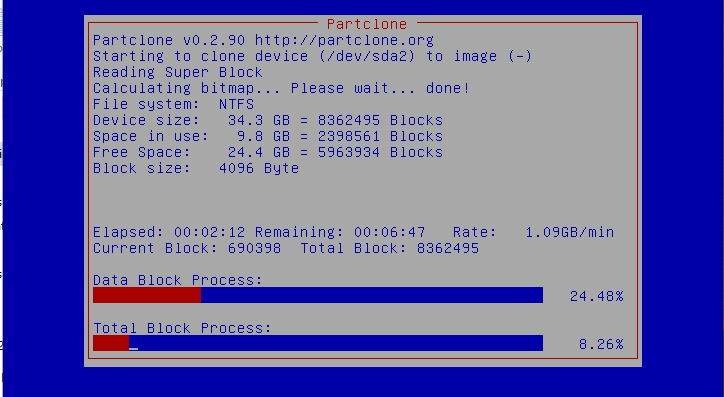 Partclone
Partclone v0.2.90 http://partclone.org
Starting to clone device (/dev/sda2) to image (-)
Reading Super Block
Calculating bitmap... Please wait... done!
File system: NTFS
Device size: 34.3 GB = 8362495 Blocks
Space in use: 9.8 GB = 2398561 Blocks
Free Space: 24.4 GB = 5963934 Blocks
Block size: 4096 Byte
Elapsed: 00:02:12 Remaining: 00:06:47 Rate: 1.09GB/min
Current Block: 690398 Total Block: 8362495
Data Block Process:
24.48%
Total Block Process:
8.26%